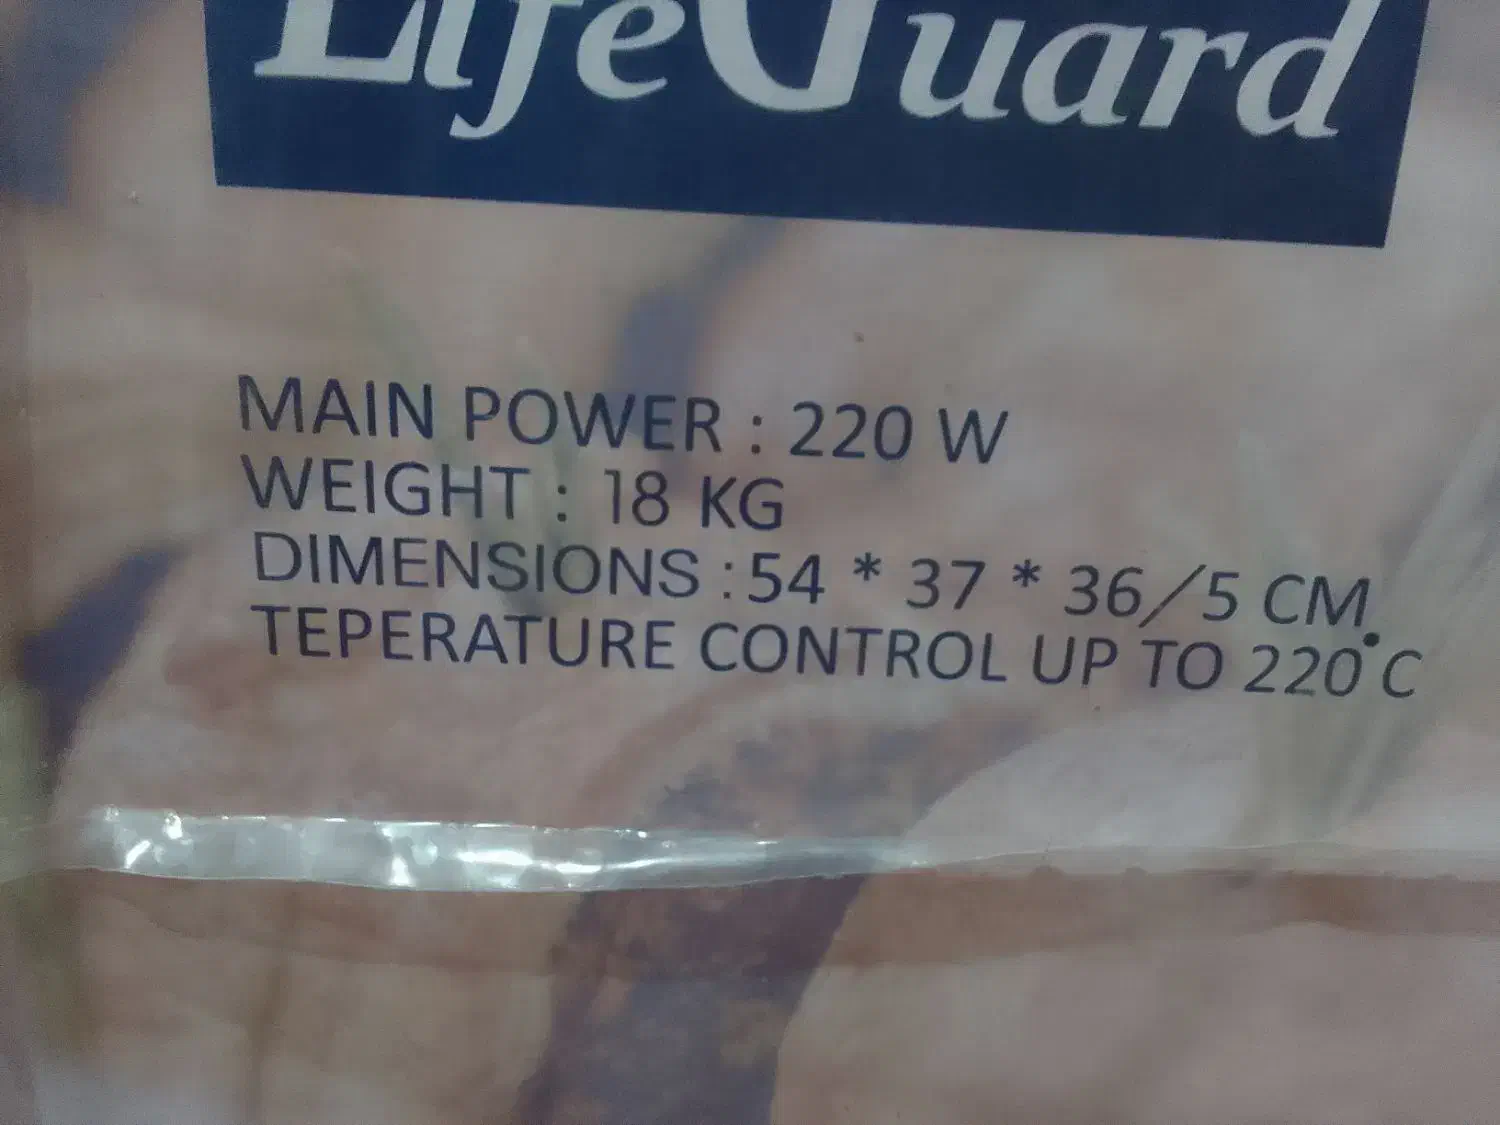 LifeGuard
MAIN POWER : 220 W
WEIGHT : 18 KG
DIMENSIONS :54 * 37 * 36/5 CM.
TEPERATURE CONTROL UP TO 220°C